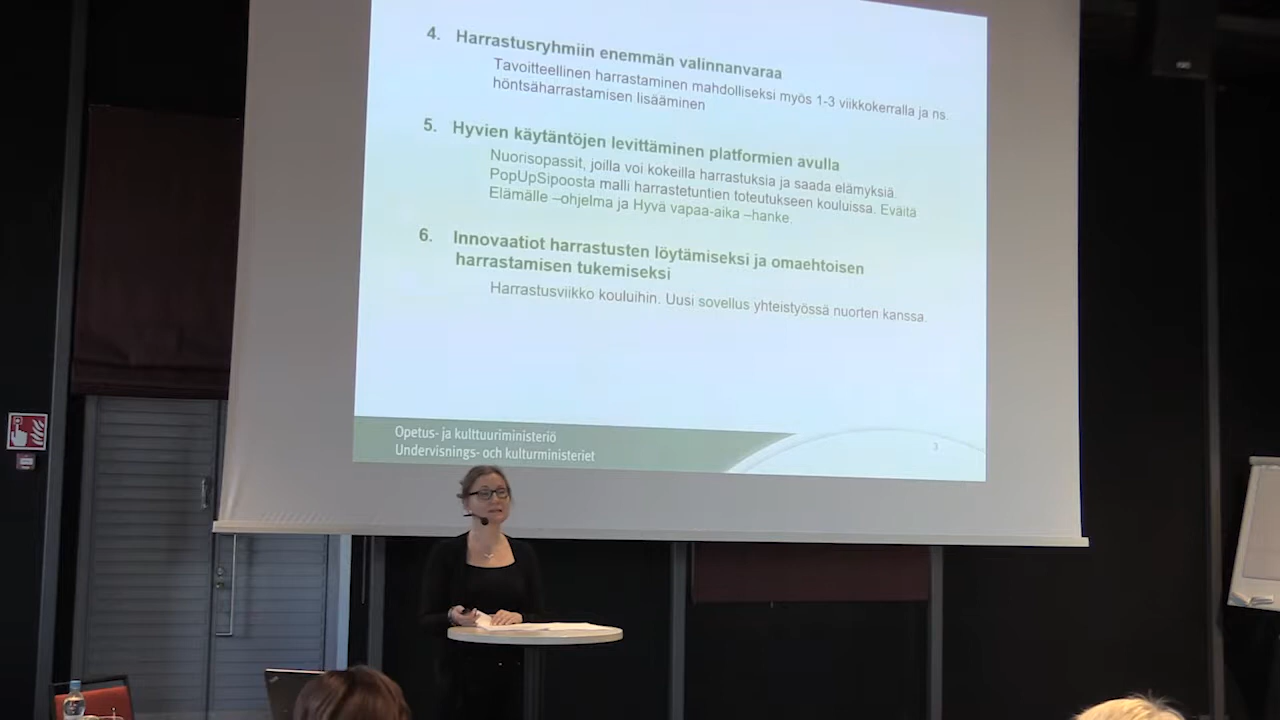 4. Harrastusryhmiin enemmän valinnanvaraa
Tavoitteellinen harrastaminen mahdolliseksi myös 1-3 viikkokerralla ja ns.
höntsäharrastamisen lisääminen
5. Hyvien käytäntöjen levittäminen platformien avulla
Nuorisopassit, joilla voi kokeilla harrastuksia ja saada elämyksiä.
PopUpSipoosta malli harrastetuntien toteutukseen kouluissa. Eväitä
Elämälle –ohjelma ja Hyvä vapaa-aika –hanke.
6. Innovaatiot harrastusten löytämiseksi ja omaehtoisen
harrastamisen tukemiseksi
Harrastusviikko kouluihin. Uusi sovellus yhteistyössä nuorten kanssa.
Opetus- ja kulttuuriministeriö
Undervisnings- och kulturministeriet
3